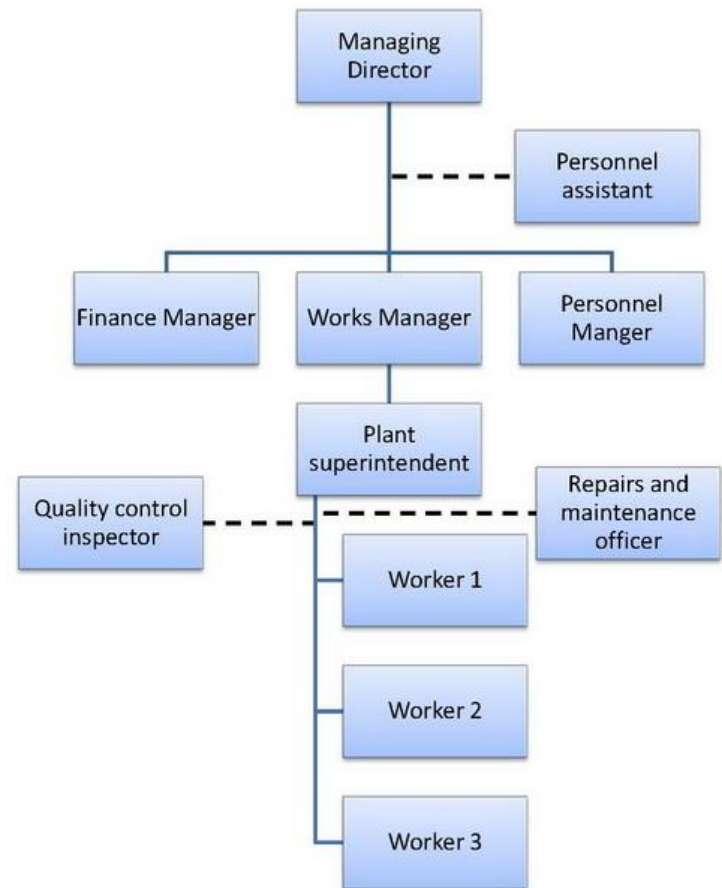 Managing
Director
Personnel
assistant
Finance Manager
Works Manager
Personnel
Manger
Plant
superintendent
Quality control
inspector
Repairs and
maintenance
officer
Worker 1
Worker 2
Worker 3